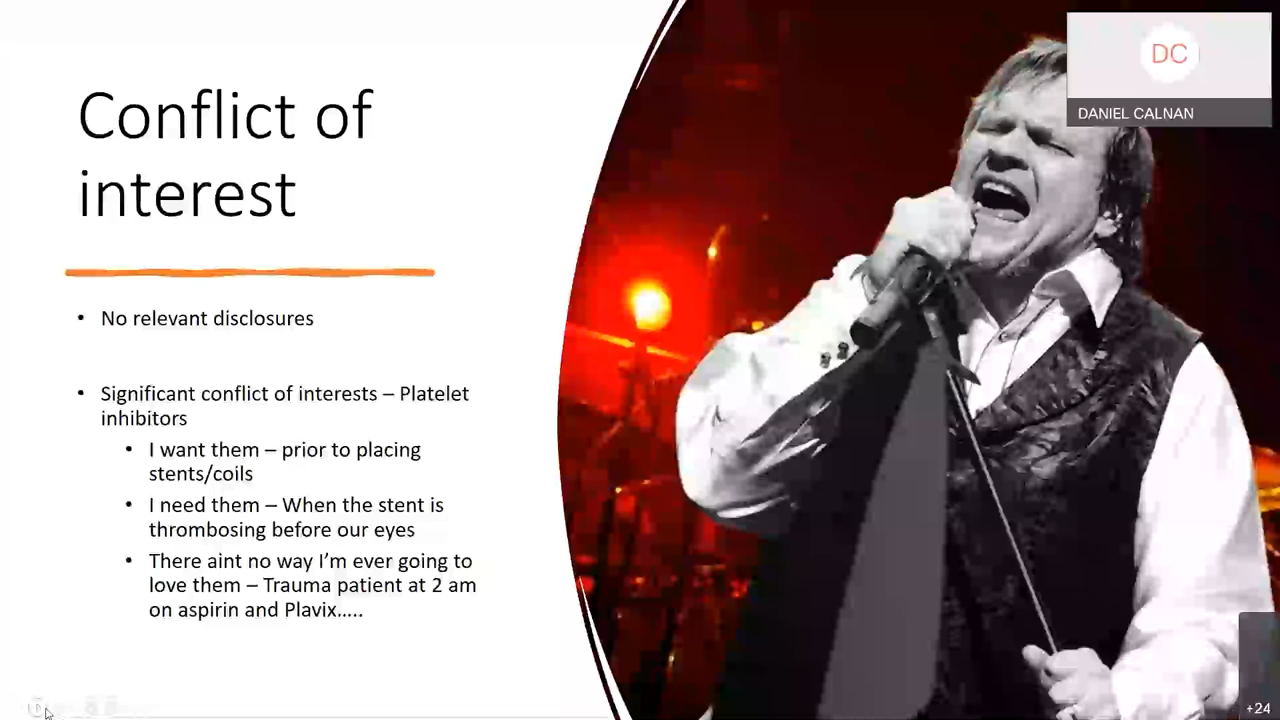 Conflict of
interest
• No relevant disclosures
• Significant conflict of interests – Platelet
inhibitors
• I want them – prior to placing
stents/coils
• I need them – When the stent is
thrombosing before our eyes
• There aint no way I’m ever going to
love them – Trauma patient at 2 am
on aspirin and Plavix…..
DC
DANIEL CALNAN
+24